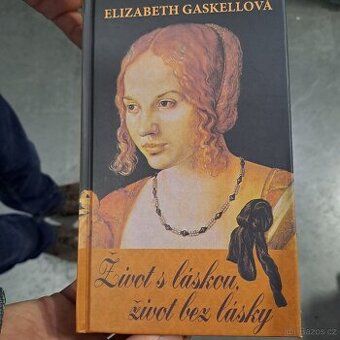 ELIZABETH GASKELLOVÁ
Život s láskou,
život bez lásky